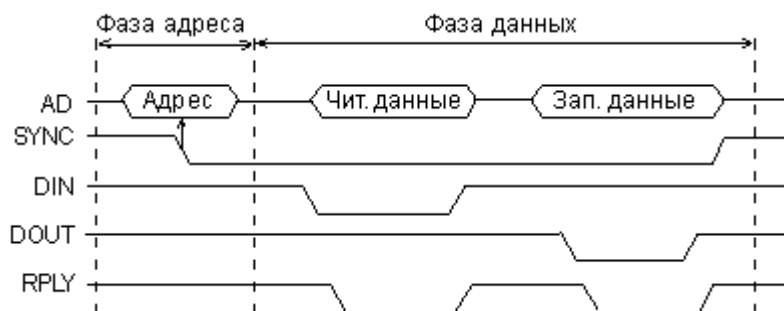 Фаза адреса
Фаза данных
AD Адрес Чит. данные Зап. данные
SYNC
DIN
DOUT
RPLY